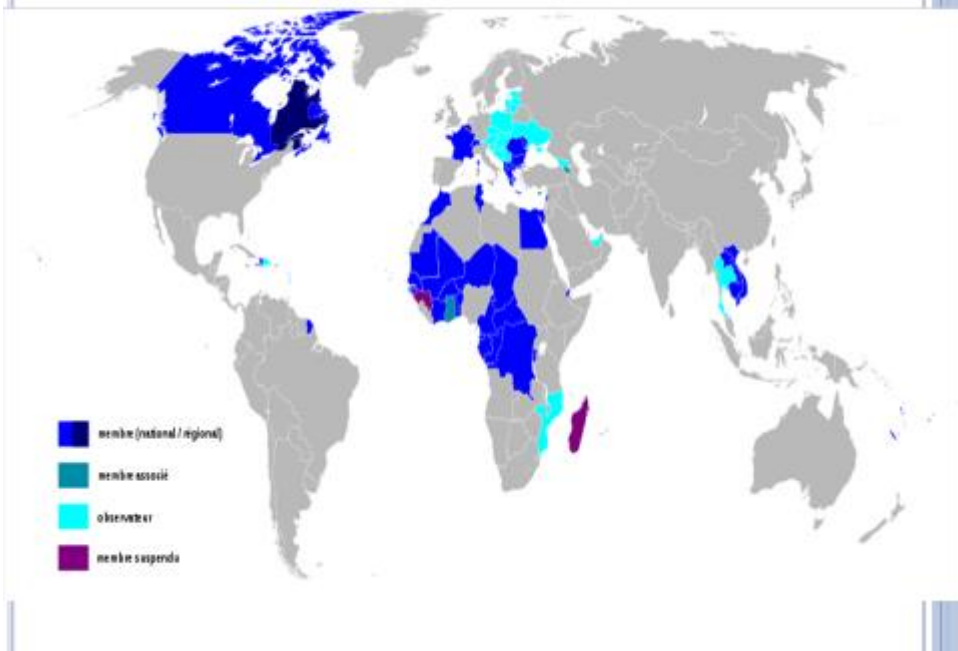 membre (national / régional)
membre associé
observateur
membre suspendu